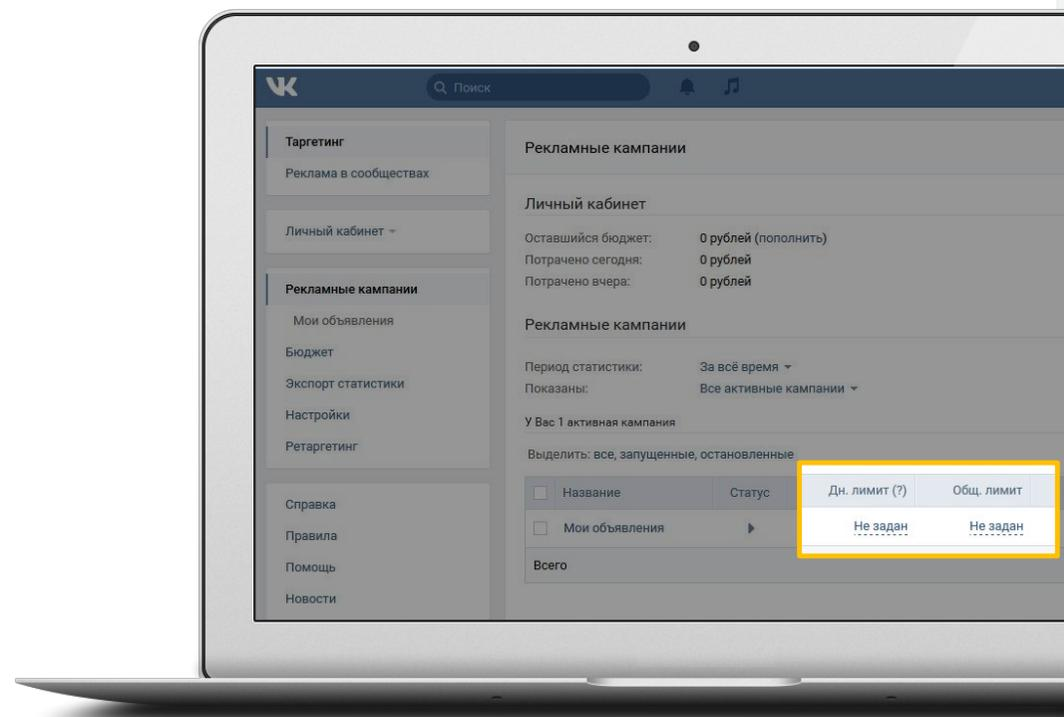 VK
Поиск
Таргетинг
Реклама в сообществах
Личный кабинет
Рекламные кампании
Мои объявления
Бюджет
Экспорт статистики
Настройки
Ретаргетинг
Справка
Правила
Помощь
Новости
Рекламные кампании
Личный кабинет
Оставшийся бюджет: 0 рублей (пополнить)
Потрачено сегодня: 0 рублей
Потрачено вчера: 0 рублей
Рекламные кампании
Период статистики: За всё время
Показаны: Все активные кампании
У Вас 1 активная кампания
Выделить: все, запущенные, остановленные
Название Статус Дн. лимит (?) Общ. лимит
Мои объявления Не задан Не задан
Всего